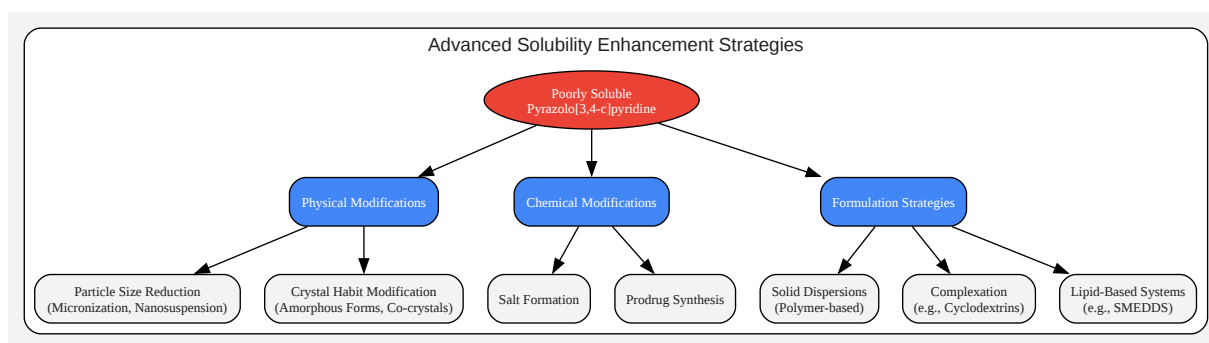 Advanced Solubility Enhancement Strategies
Poorly Soluble
Pyrazolo[3,4-c]pyridine
Physical Modifications
Chemical Modifications
Formulation Strategies
Particle Size Reduction
(Micronization, Nanosuspension)
Crystal Habit Modification
(Amorphous Forms, Co-crystals)
Salt Formation
Prodrug Synthesis
Solid Dispersions
(Polymer-based)
Complexation
(e.g., Cyclodextrins)
Lipid-Based Systems
(e.g., SMEDDS)